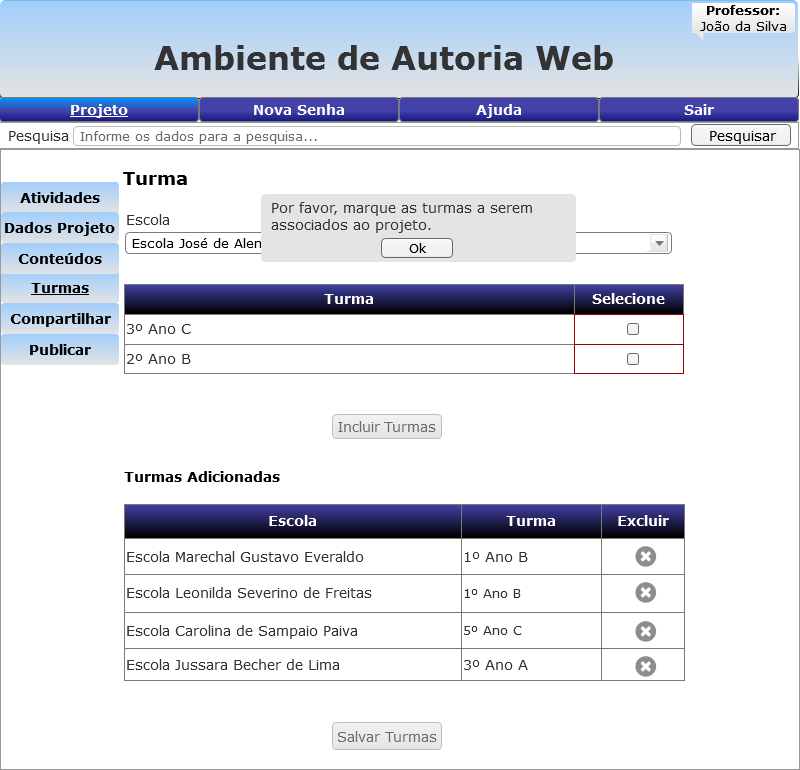 Professor:
João da Silva
Ambiente de Autoria Web
Projeto Nova Senha Ajuda Sair
Pesquisa Informe os dados para a pesquisa... Pesquisar
Atividades
Dados Projeto
Conteúdos
Turmas
Compartilhar
Publicar
Turma
Escola
Escola José de Alen
Por favor, marque as turmas a serem
associados ao projeto.
Ok
Turma Selecione
3º Ano C
2º Ano B
Incluir Turmas
Turmas Adicionadas
Escola Turma Excluir
Escola Marechal Gustavo Everaldo 1º Ano B
Escola Leonilda Severino de Freitas 1º Ano B
Escola Carolina de Sampaio Paiva 5º Ano C
Escola Jussara Becher de Lima 3º Ano A
Salvar Turmas